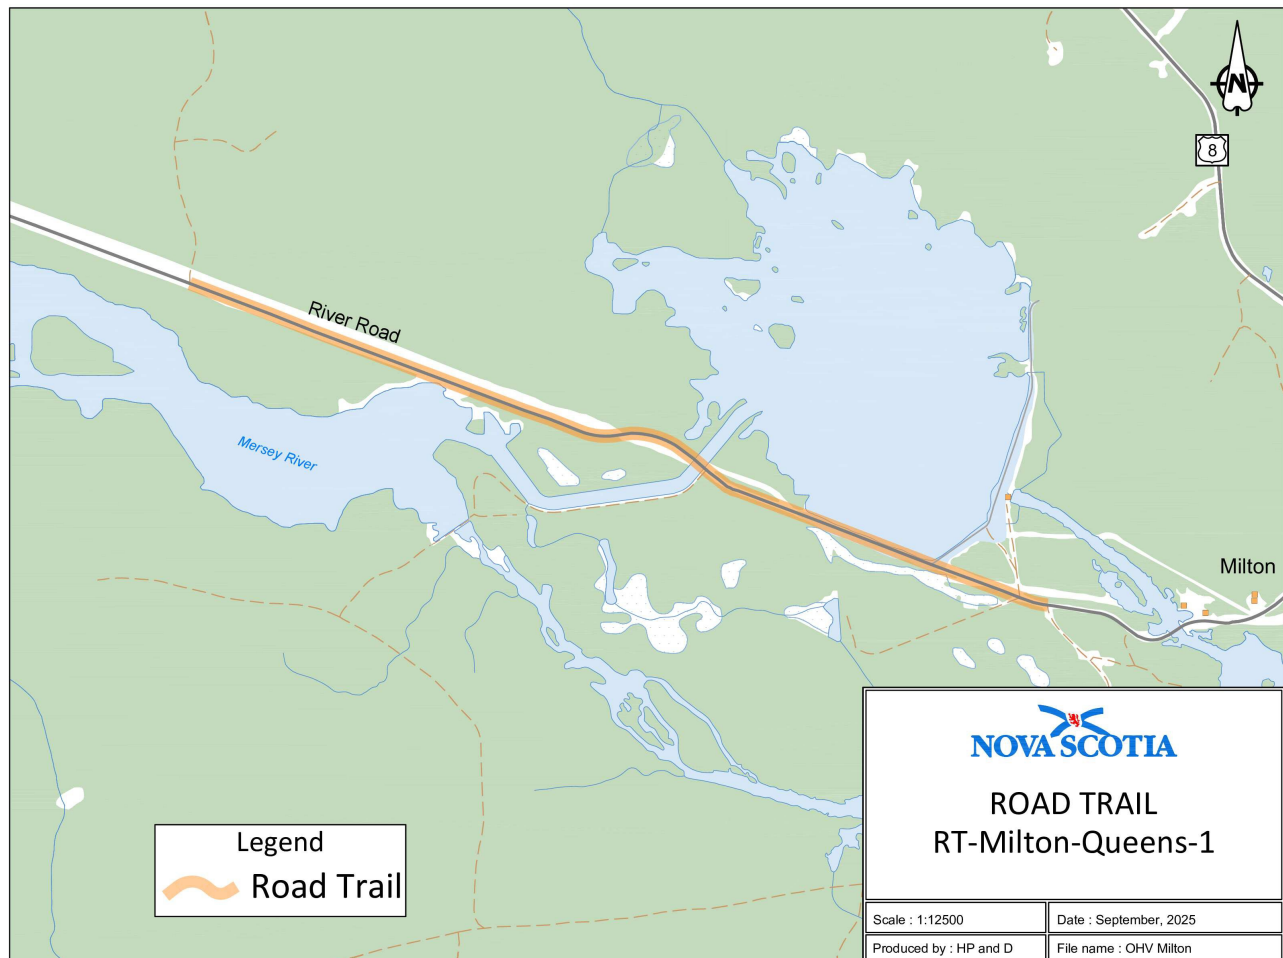 N
8
River Road
Mersey River
Milton
NOVA SCOTIA
ROAD TRAIL
RT-Milton-Queens-1
Legend
Road Trail
Scale : 1:12500
Date : September, 2025
Produced by : HP and D
File name : OHV Milton